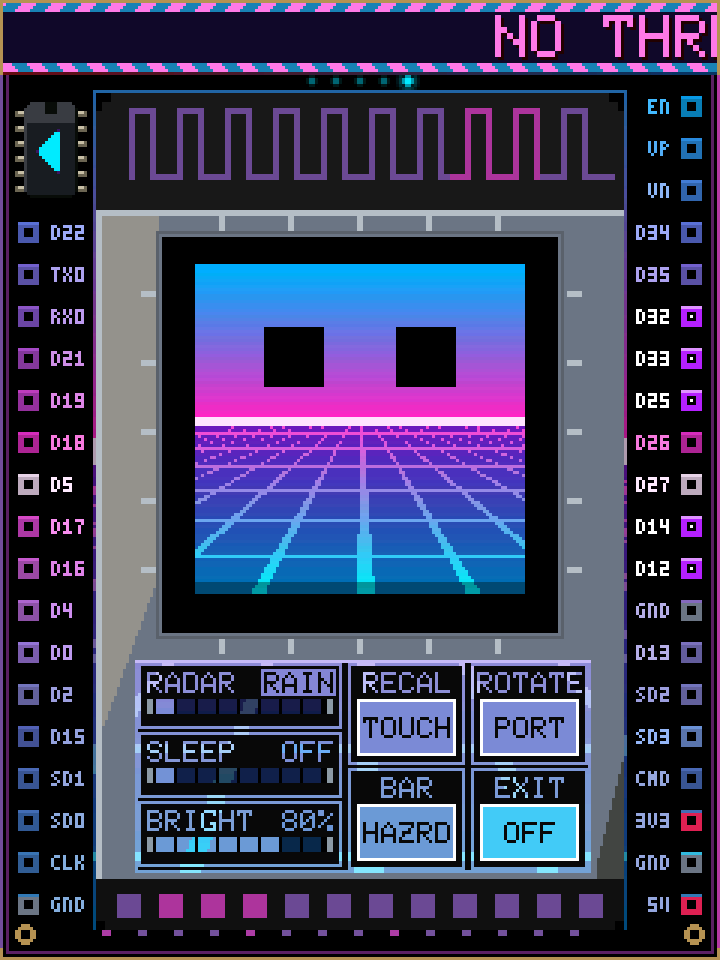 NO THR
EN
VP
VN
D22 D34
TX0 D35
RX0 D32
D21 D33
D19 D25
D18 D26
D5 D27
D17 D14
D16 D12
D4 GND
D0 D13
D2 SD2
D15 SD3
SD1 CMD
SD0 3V3
CLK GND
GND 5V
RADAR RAIN
SLEEP OFF
BRIGHT 80%
RECAL
TOUCH
ROTATE
PORT
BAR
HAZRD
EXIT
OFF